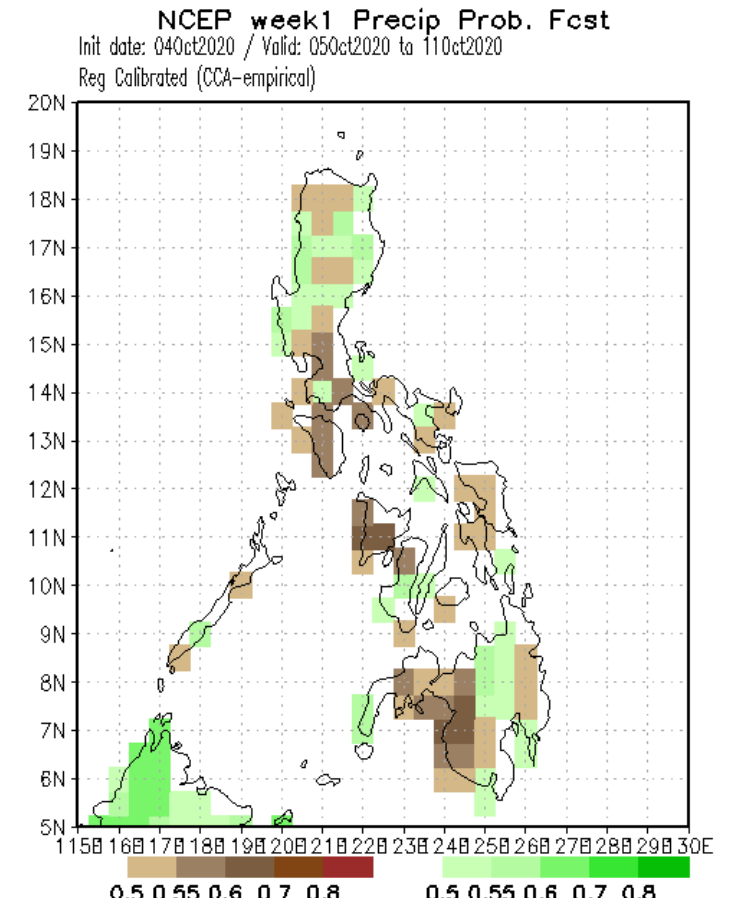 NCEP week1 Precip Prob. Fcst
Init date: 04Oct2020 / Valid: 05Oct2020 to 11Oct2020
Reg Calibrated (CCA-empirical)
20N
19N
18N
17N
16N
15N
14N
13N
12N
11N
10N
9N
8N
7N
6N
5N
115E 116E 117E 118E 119E 120E 121E 122E 123E 124E 125E 126E 127E 128E 129E 130E
0.5 0.55 0.6 0.7 0.8 0.5 0.55 0.6 0.7 0.8